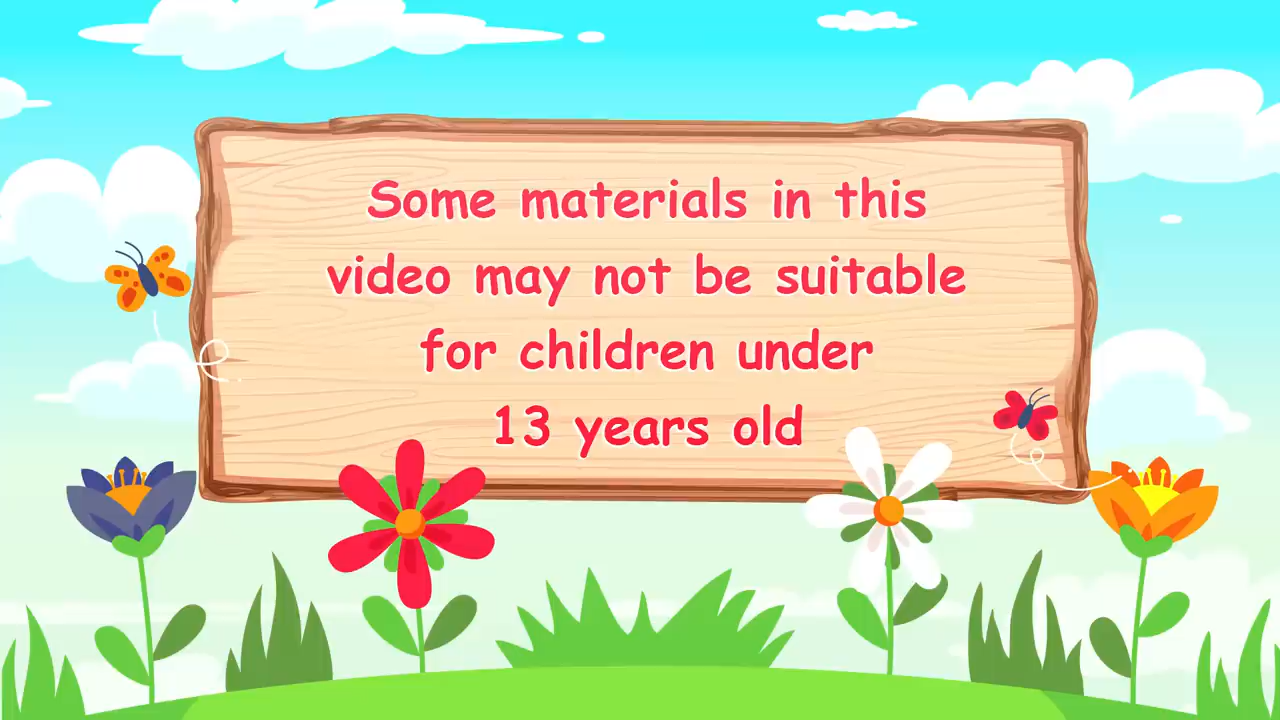 Some materials in this
video may not be suitable
for children under
13 years old